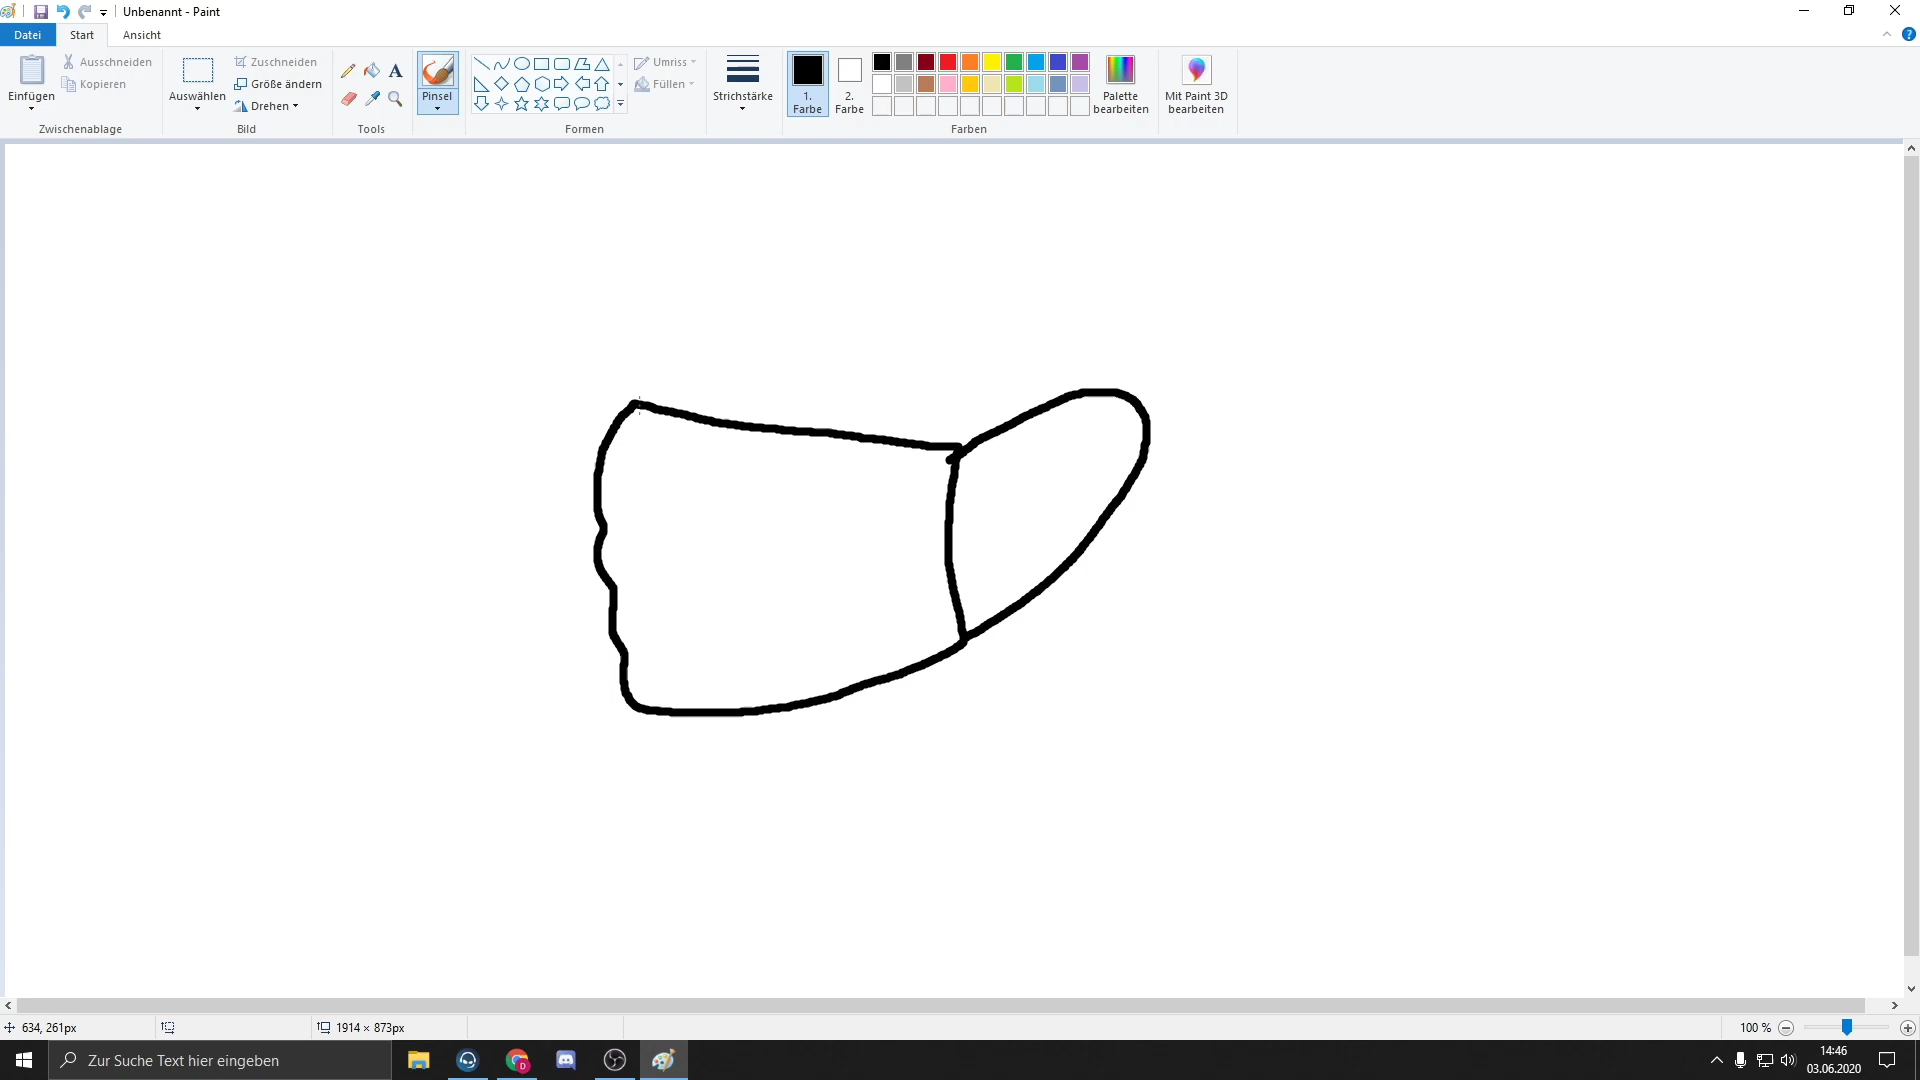 Unbenannt - Paint
Datei Start Ansicht
Einfügen
Ausschneiden
Kopieren
Zwischenablage
Auswählen
Zuschneiden
Größe ändern
Drehen
Bild
A
Tools
Pinsel
Umriss
Füllen
Formen
Strichstärke
1.
Farbe
2.
Farbe
Palette
bearbeiten
Farben
Mit Paint 3D
bearbeiten
?
634, 261px
1914 × 873px
100 %
Zur Suche Text hier eingeben
D
14:46
03.06.2020